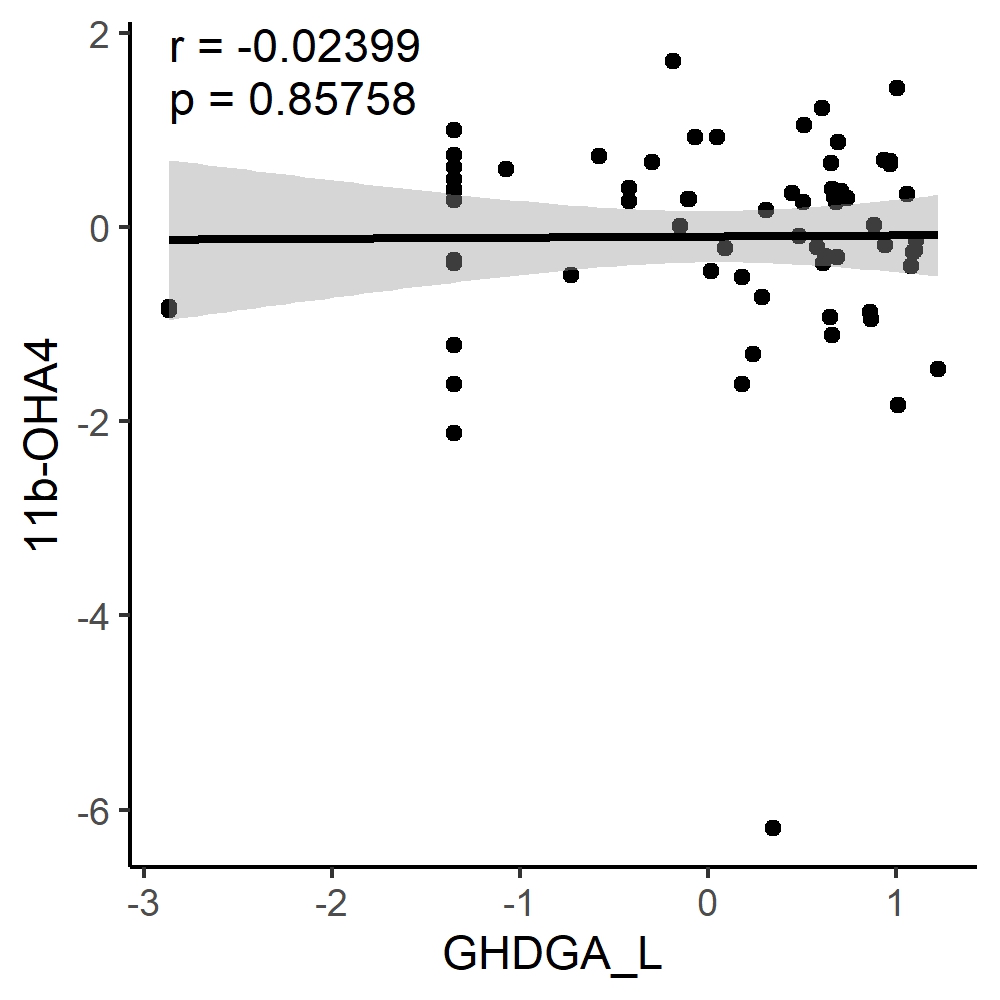 r = -0.02399
p = 0.85758
2
0
-2
-4
-6
11b-OHA4
-3
-2
-1
0
1
GHDGA_L